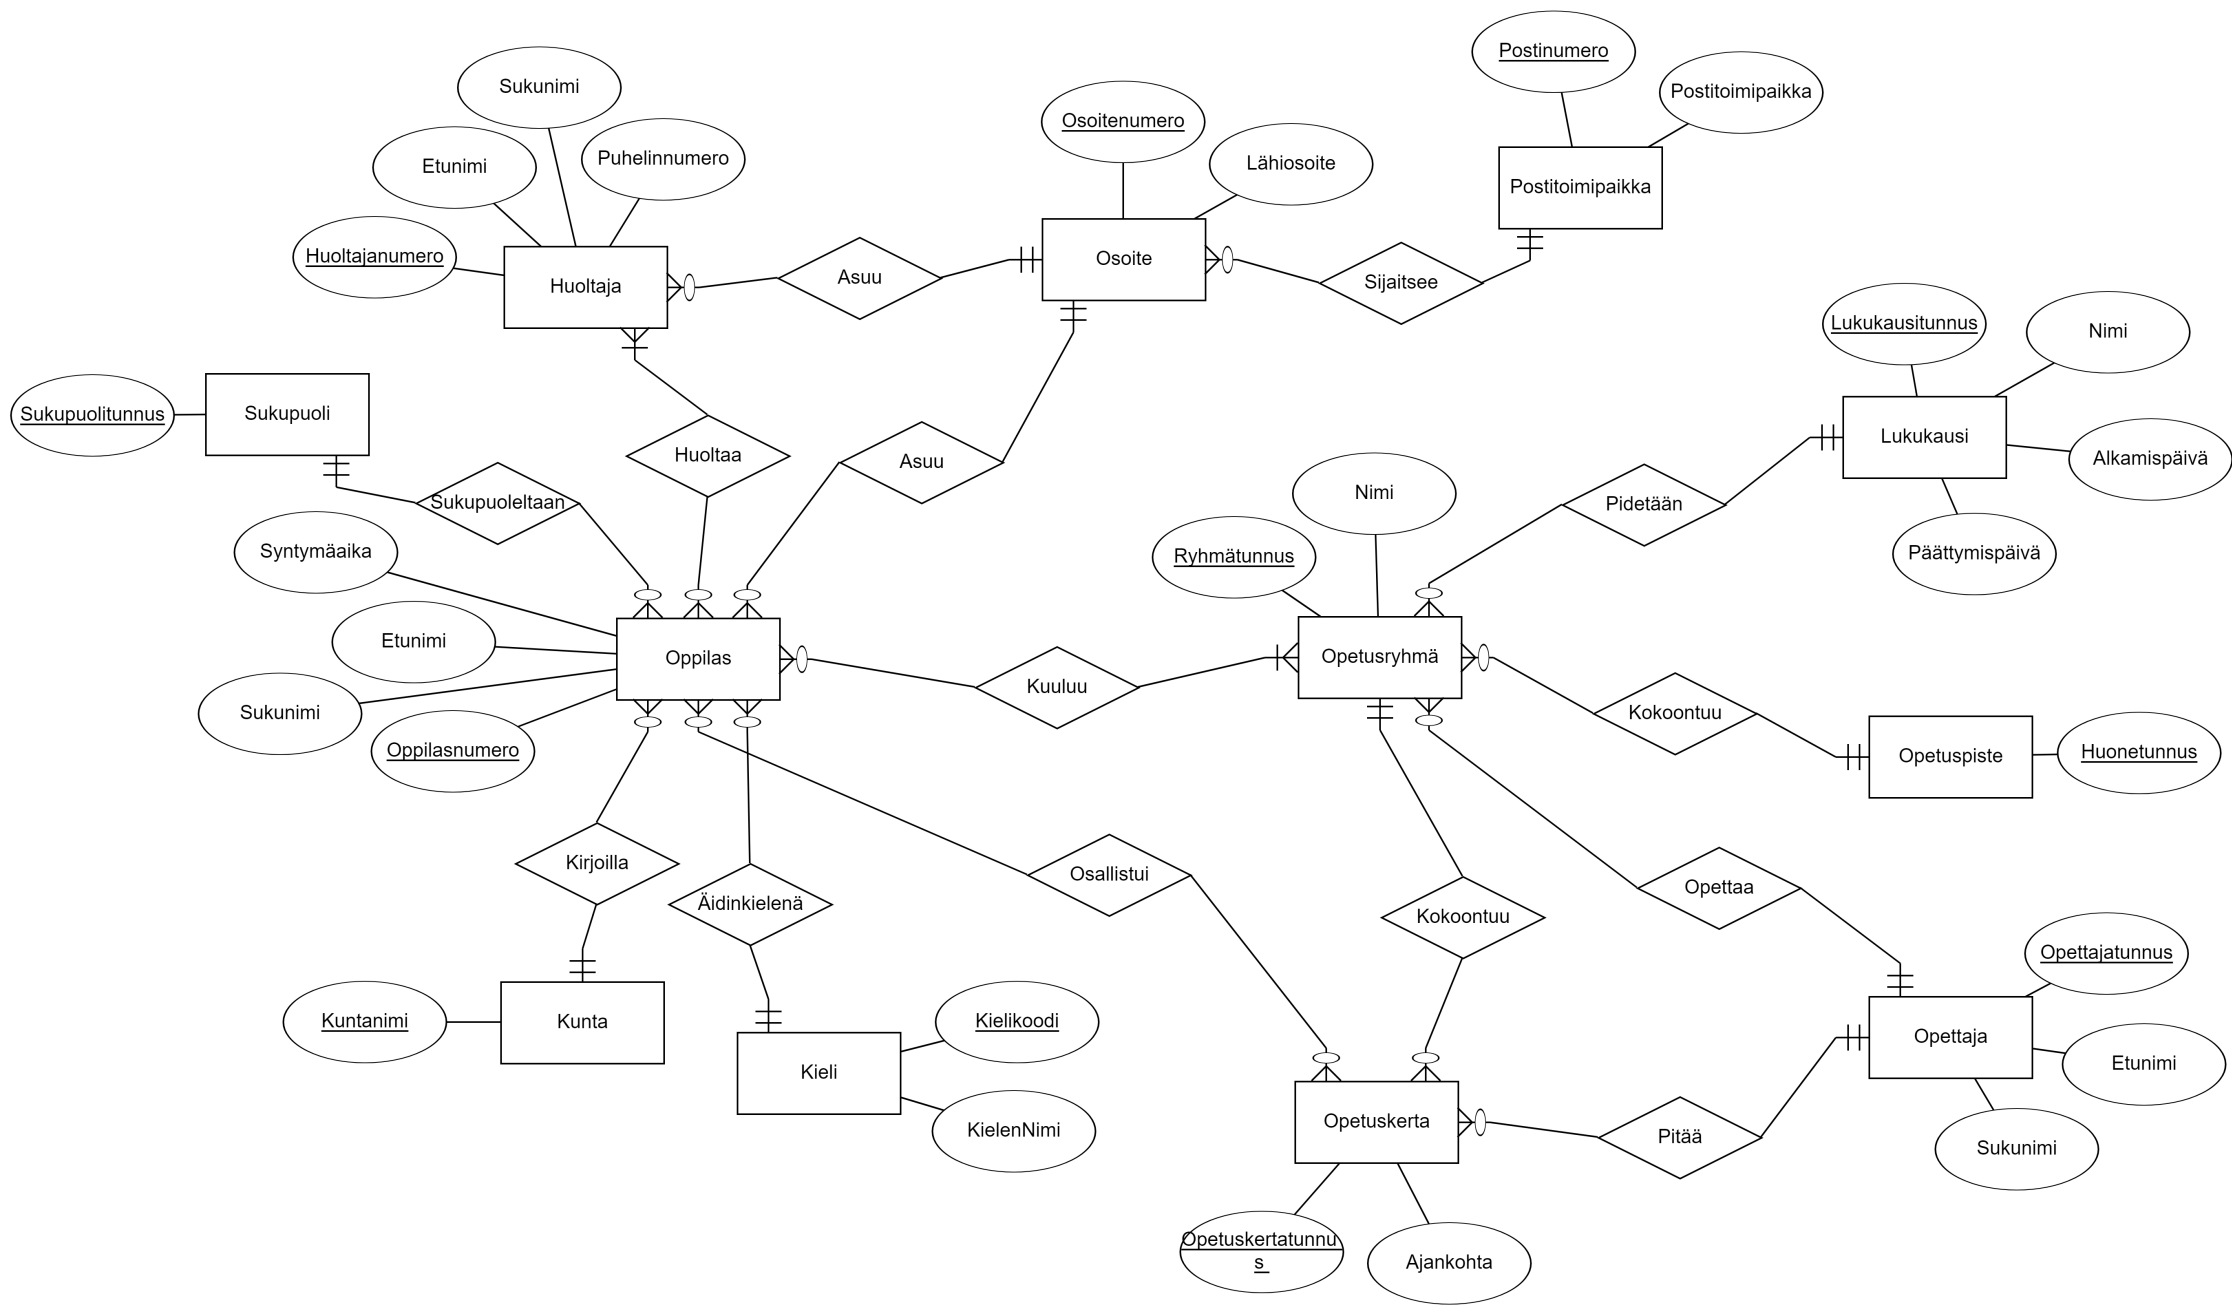 Postinumero
Sukunimi
Postitoimipaikka
Osoitenumero
Puhelinnumero
Etunimi
Lähiosoite
Postitoimipaikka
Huoltajanumero
Osoite
Asuu
Sijaitsee
Huoltaja
Lukukausitunnus
Nimi
Sukupuolitunnus
Sukupuoli
Lukukausi
Huoltaa
Asuu
Alkamispäivä
Nimi
Sukupuoleltaan
Pidetään
Syntymäaika
Ryhmätunnus
Päättymispäivä
Etunimi
Oppilas
Opetusryhmä
Kuuluu
Sukunimi
Kokoontuu
Oppilasnumero
Opetuspiste
Huonetunnus
Kirjoilla
Osallistui
Opettaa
Äidinkielenä
Kokoontuu
Opettajatunnus
Kuntanimi
Kunta
Kielikoodi
Opettaja
Etunimi
Kieli
Opetuskerta
KielenNimi
Pitää
Sukunimi
Opetuskertatunnu
s
Ajankohta